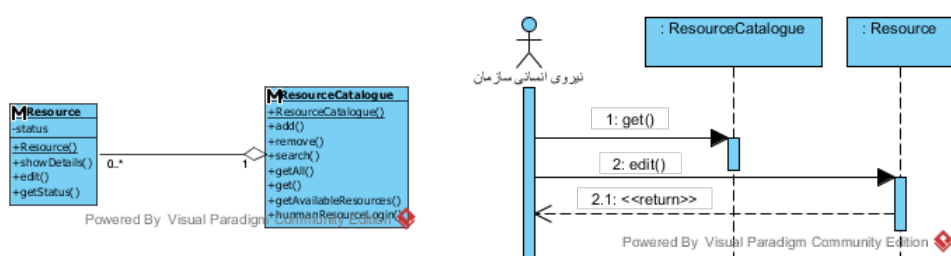 Resource
-status
+Resource()
+showDetails()
+edit()
+getStatus()
0..*
1
ResourceCatalogue
+ResourceCatalogue()
+add()
+remove()
+search()
+getAll()
+get()
+getAvailableResources()
+hunmanResourceLogin()
Powered By Visual Paradigm Community Edition
نیروی انسانی سازمان
: ResourceCatalogue
: Resource
1: get()
2: edit()
2.1: <<return>>
Powered By Visual Paradigm Community Edition